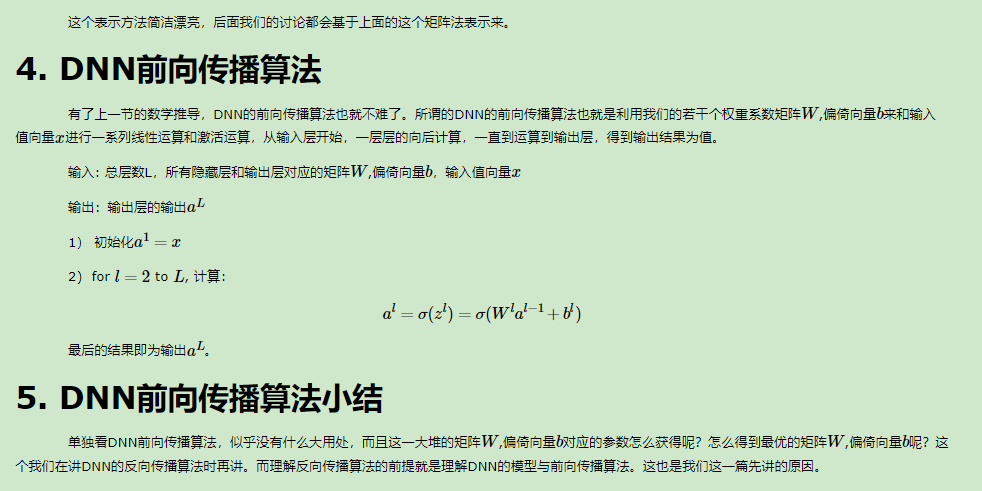 这个表示方法简洁漂亮，后面我们的讨论都会基于上面的这个矩阵法表示来。
4. DNN前向传播算法
有了上一节的数学推导，DNN的前向传播算法也就不难了。所谓的DNN的前向传播算法也就是利用我们的若干个权重系数矩阵W,偏倚向量b来和输入
值向量x进行一系列线性运算和激活运算，从输入层开始，一层层的向后计算，一直到运算到输出层，得到输出结果为值。
输入: 总层数L，所有隐藏层和输出层对应的矩阵W,偏倚向量b，输入值向量x
输出：输出层的输出a^L
1） 初始化a^1 = x
2）for l = 2 to L, 计算：
a^l = σ(z^l) = σ(W^l a^{l−1} + b^l)
最后的结果即为输出a^L。
5. DNN前向传播算法小结
单独看DNN前向传播算法，似乎没有什么大用处，而且这一大堆的矩阵W,偏倚向量b对应的参数怎么获得呢？怎么得到最优的矩阵W,偏倚向量b呢？这
个我们在讲DNN的反向传播算法时再讲。而理解反向传播算法的前提就是理解DNN的模型与前向传播算法。这也是我们这一篇先讲的原因。